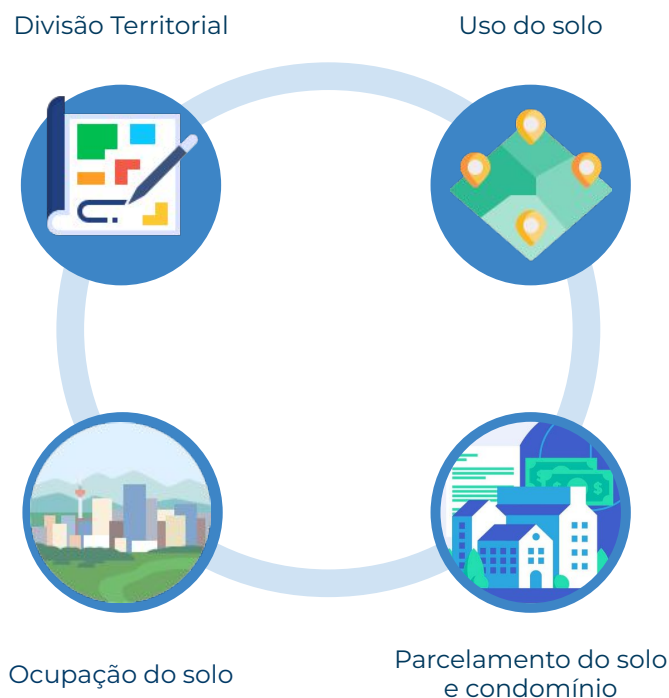 Divisão Territorial
Uso do solo
Ocupação do solo
Parcelamento do solo
e condomínio